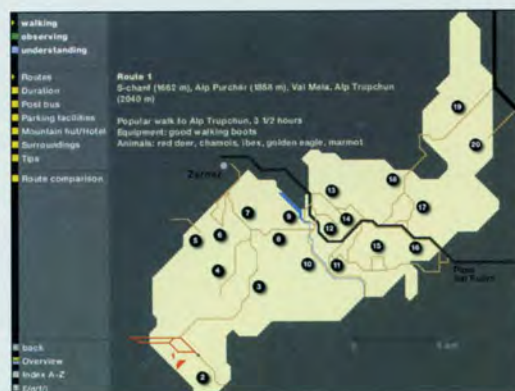 walking
observing
understanding
Routes
Duration
Post bus
Parking facilities
Mountain hut/Hotel
Surroundings
Tips
Route comparison
Route 1
S-chanf (1662 m), Alp Purchèr (1858 m), Val Mela, Alp Trupchun
(2040 m)
Popular walk to Alp Trupchun, 3 1/2 hours
Equipment: good walking boots
Animals: red deer, chamois, ibex, golden eagle, marmot
Zernez
19
20
18
13
17
7
9
14
12
5
6
8
15
16
4
10
11
3
2
back
Overview
Index A-Z